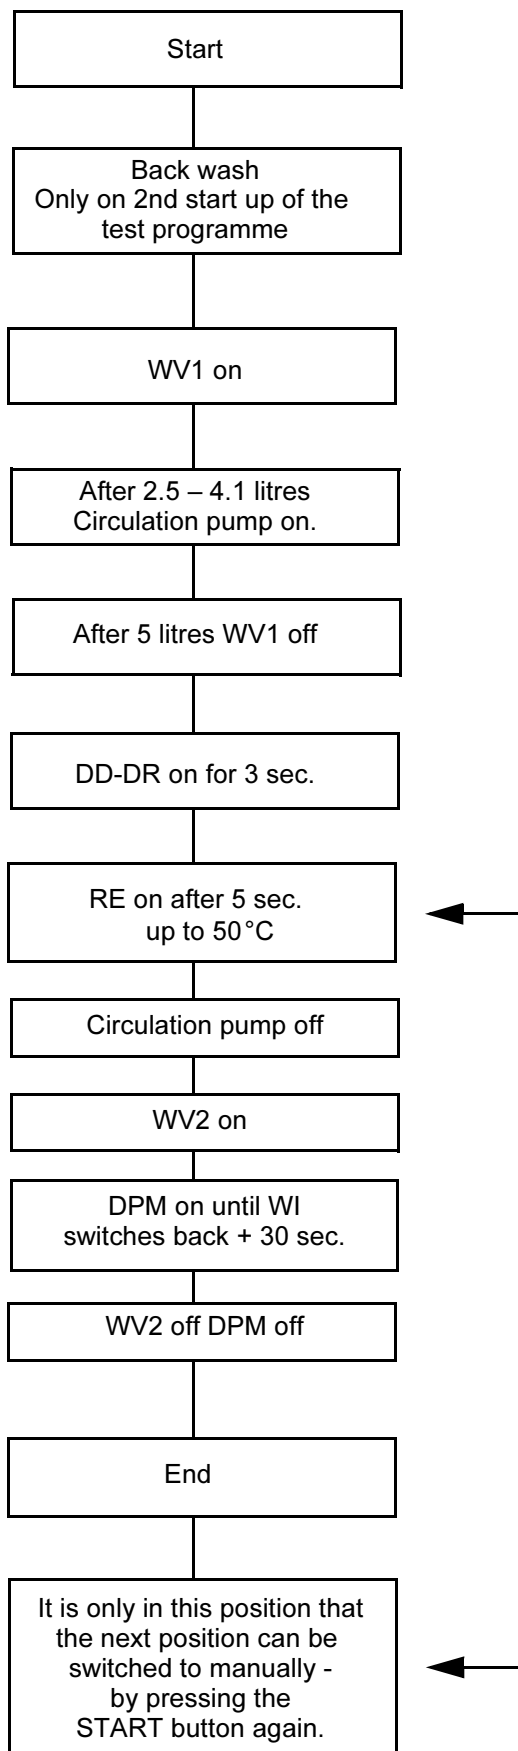 Start
Back wash
Only on 2nd start up of the
test programme
WV1 on
After 2.5 – 4.1 litres
Circulation pump on.
After 5 litres WV1 off
DD-DR on for 3 sec.
RE on after 5 sec.
up to 50°C
Circulation pump off
WV2 on
DPM on until WI
switches back + 30 sec.
WV2 off DPM off
End
It is only in this position that
the next position can be
switched to manually -
by pressing the
START button again.